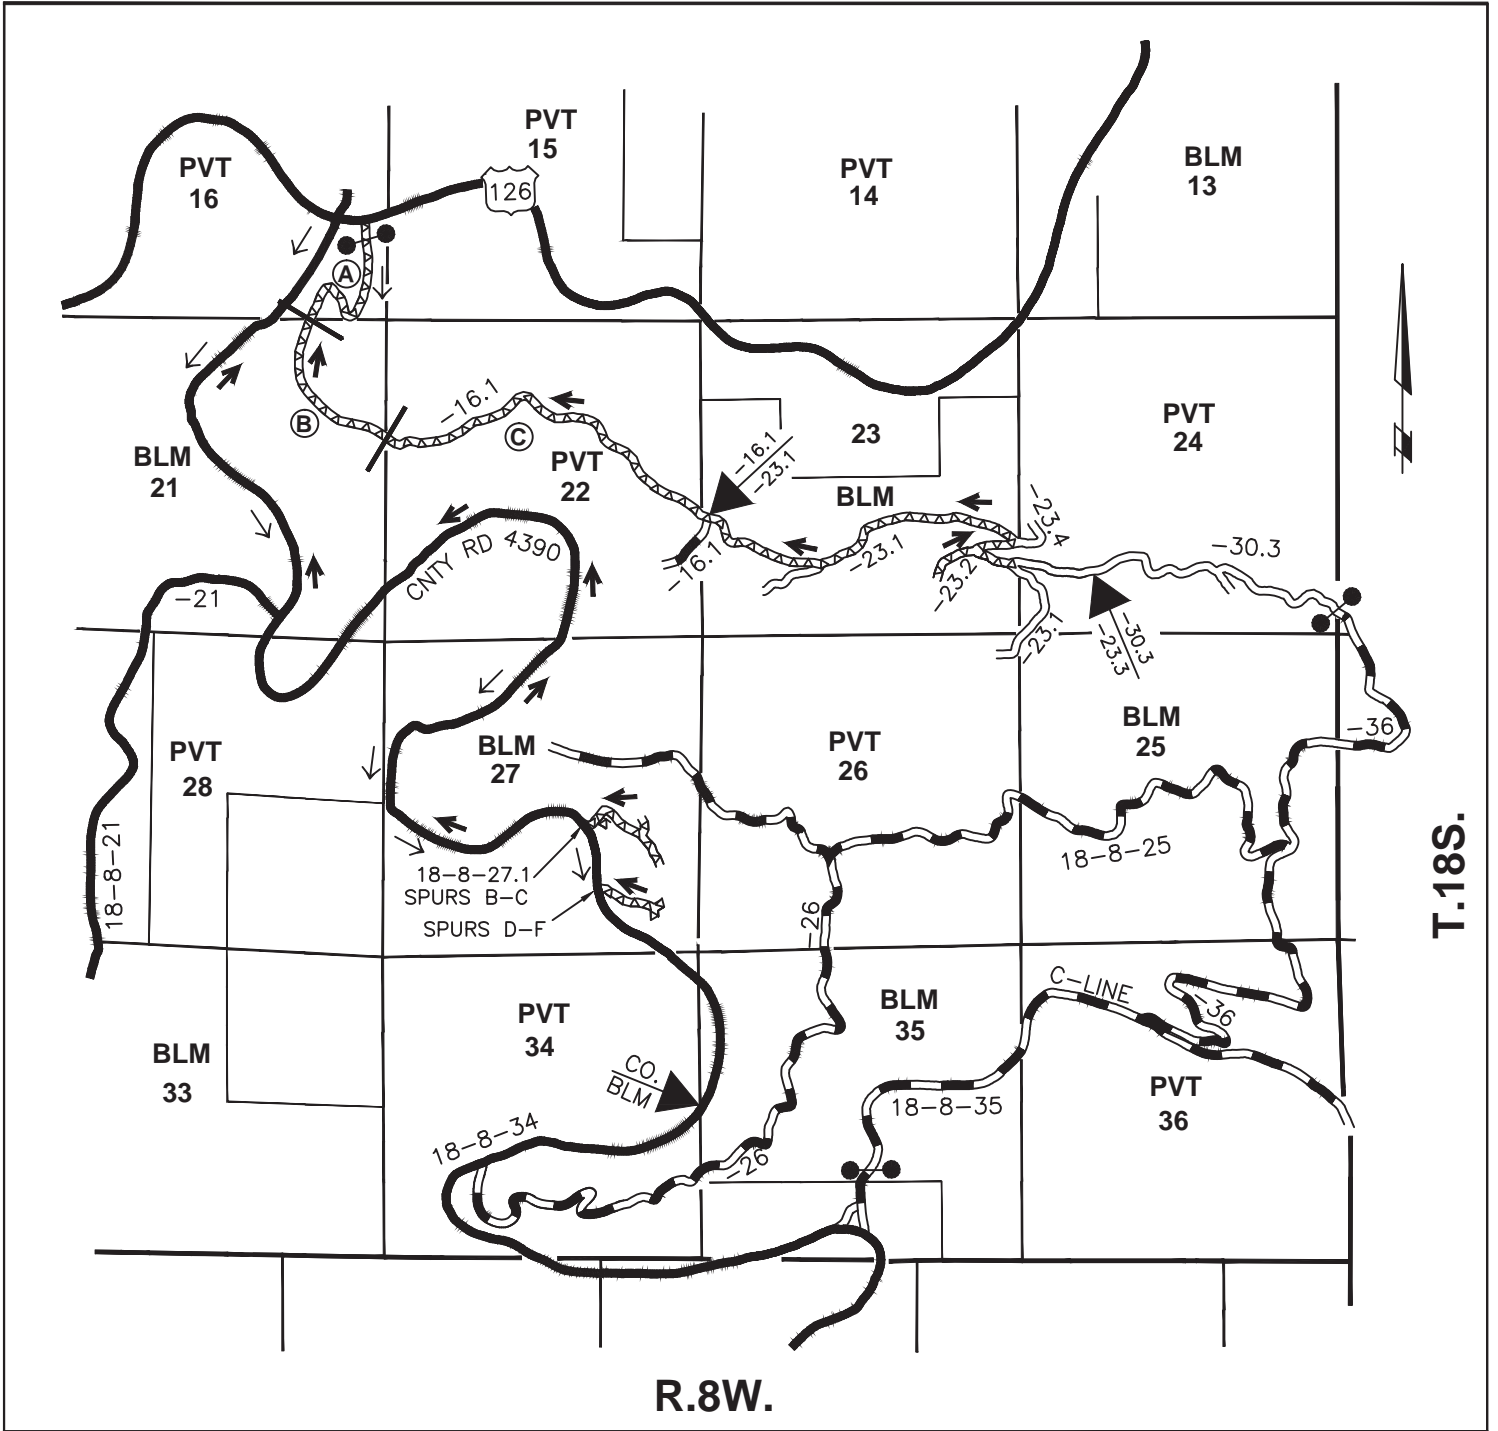 PVT
15
PVT
16
126
PVT
14
BLM
13
A
-16.1
B
C
23
PVT
24
BLM
21
PVT
22
-16.1
-23.1
BLM
-23.4
-23.1
-30.3
CNTY RD 4390
-16.1
-23.2
-21
-23.1
-30.3
-23.3
BLM
25
-36
PVT
28
BLM
27
PVT
26
18-8-21
18-8-27.1
SPURS B-C
SPURS D-F
18-8-25
T.18S.
-26
C-LINE
-36
PVT
34
BLM
35
BLM
33
CO.
BLM
PVT
36
18-8-35
18-8-34
-26
R.8W.